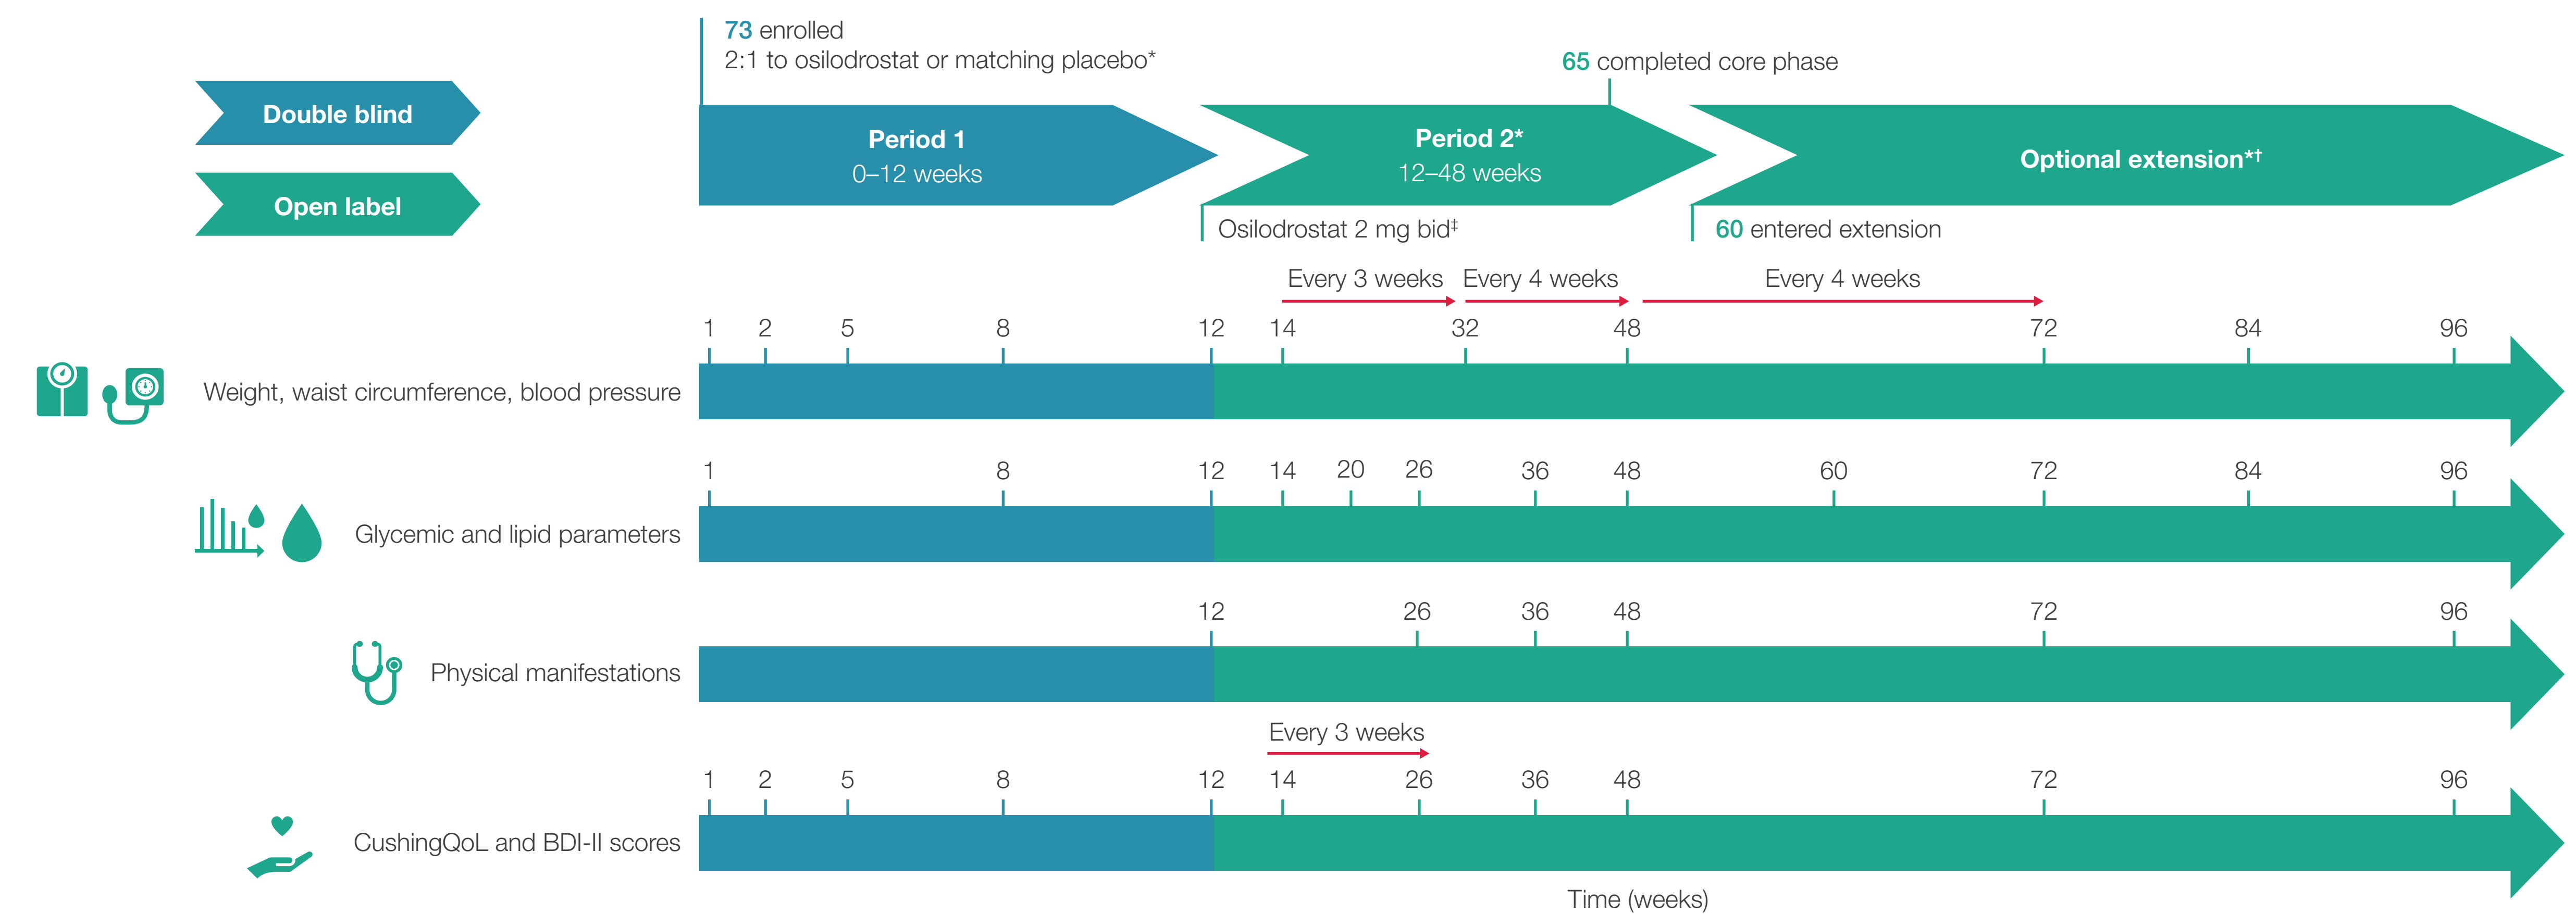 73 enrolled
2:1 to osilodrostat or matching placebo*
65 completed core phase
Double blind
Open label
Period 1
0–12 weeks
Period 2*
12–48 weeks
Optional extension*†
Osilodrostat 2 mg bid‡
60 entered extension
Every 3 weeks Every 4 weeks Every 4 weeks
1 2 5 8 12 14 32 48 72 84 96
Weight, waist circumference, blood pressure
1 8 12 14 20 26 36 48 60 72 84 96
Glycemic and lipid parameters
12 26 36 48 72 96
Physical manifestations
Every 3 weeks
1 2 5 8 12 14 26 36 48 72 96
CushingQoL and BDI-II scores
Time (weeks)